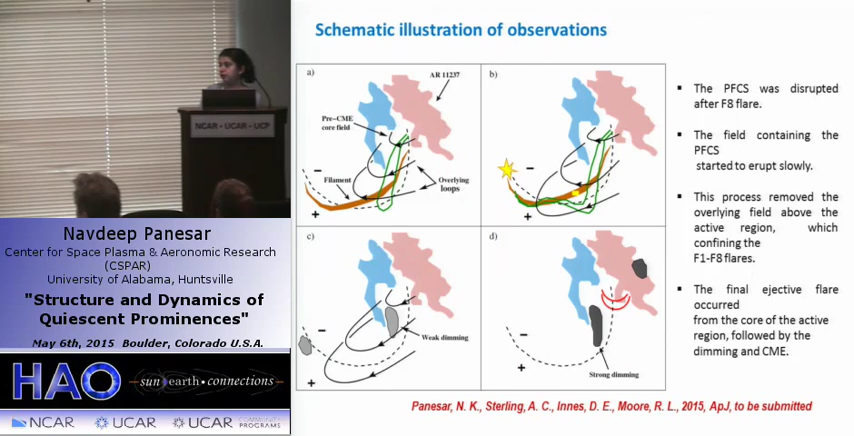 Schematic illustration of observations
NCAR - UCAR - UCP
Navdeep Panesar
Center for Space Plasma & Aeronomic Research
(CSPAR)
University of Alabama, Huntsville
"Structure and Dynamics of
Quiescent Prominences"
May 6th, 2015 Boulder, Colorado U.S.A.
HAO
sun earth • connections
NCAR
UCAR
UCAR COMMUNITY
PROGRAMS
a)
AR 11237
Pre-CME
core field
Filament
Overlying
loops
−
+
b)
−
+
c)
Weak dimming
−
+
d)
Strong dimming
−
+
▪ The PFCS was disrupted
after F8 flare.
▪ The field containing the
PFCS
started to erupt slowly.
▪ This process removed the
overlying field above the
active region, which
confining the
F1-F8 flares.
▪ The final ejective flare
occurred
from the core of the active
region, followed by the
dimming and CME.
Panesar, N. K., Sterling, A. C., Innes, D. E., Moore, R. L., 2015, ApJ, to be submitted